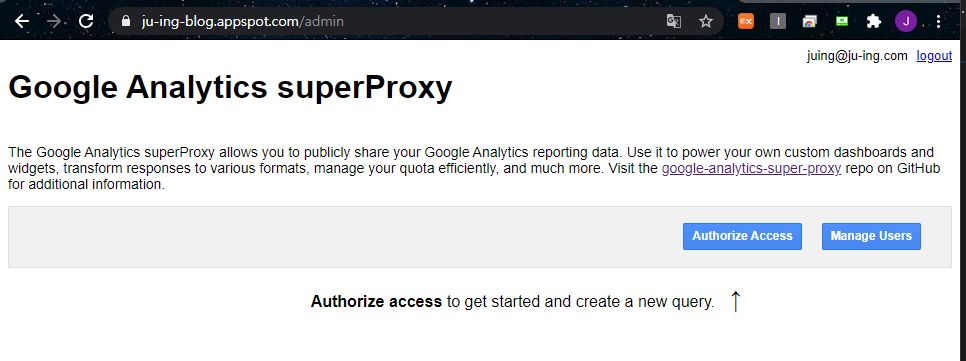 ju-ing-blog.appspot.com/admin
juing@ju-ing.com logout
Google Analytics superProxy
The Google Analytics superProxy allows you to publicly share your Google Analytics reporting data. Use it to power your own custom dashboards and
widgets, transform responses to various formats, manage your quota efficiently, and much more. Visit the google-analytics-super-proxy repo on GitHub
for additional information.
Authorize Access Manage Users
Authorize access to get started and create a new query. ↑